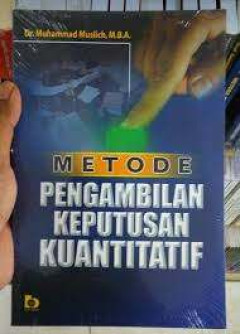 Dr. Muhammad Muslich, M.B.A.
METODE
PENGAMBILAN
KEPUTUSAN
KUANTITATIF